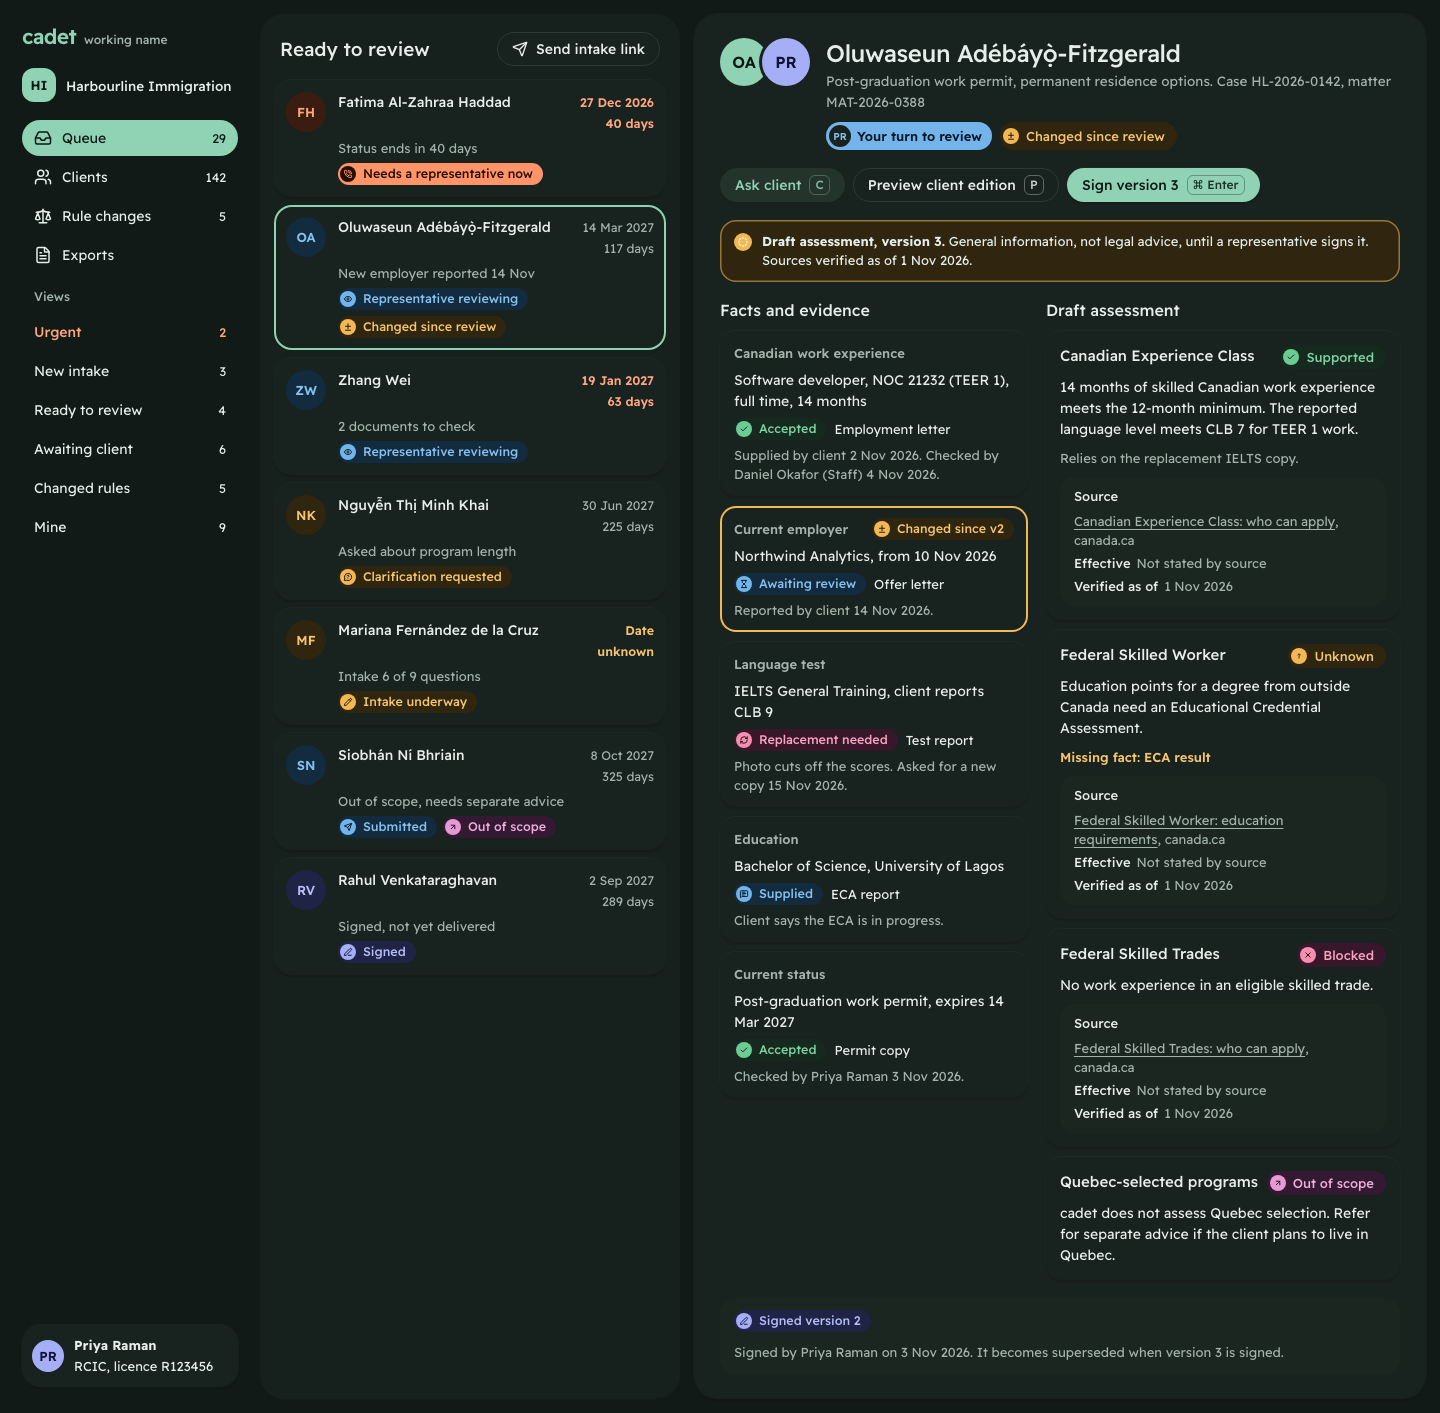 cadet working name
HI Harbourline Immigration
Queue 29
Clients 142
Rule changes 5
Exports
Views
Urgent 2
New intake 3
Ready to review 4
Awaiting client 6
Changed rules 5
Mine 9
PR Priya Raman
RCIC, licence R123456
Ready to review
Send intake link
FH Fatima Al-Zahraa Haddad 27 Dec 2026
40 days
Status ends in 40 days
Needs a representative now
OA Oluwaseun Adébáyọ̀-Fitzgerald 14 Mar 2027
117 days
New employer reported 14 Nov
Representative reviewing
Changed since review
ZW Zhang Wei 19 Jan 2027
63 days
2 documents to check
Representative reviewing
NK Nguyễn Thị Minh Khai 30 Jun 2027
225 days
Asked about program length
Clarification requested
MF Mariana Fernández de la Cruz Date
unknown
Intake 6 of 9 questions
Intake underway
SN Siobhán Ní Bhriain 8 Oct 2027
325 days
Out of scope, needs separate advice
Submitted Out of scope
RV Rahul Venkataraghavan 2 Sep 2027
289 days
Signed, not yet delivered
Signed
OA PR Oluwaseun Adébáyọ̀-Fitzgerald
Post-graduation work permit, permanent residence options. Case HL-2026-0142, matter
MAT-2026-0388
PR Your turn to review Changed since review
Ask client C Preview client edition P Sign version 3 ⌘ Enter
Draft assessment, version 3. General information, not legal advice, until a representative signs it.
Sources verified as of 1 Nov 2026.
Facts and evidence
Canadian work experience
Software developer, NOC 21232 (TEER 1),
full time, 14 months
Accepted Employment letter
Supplied by client 2 Nov 2026. Checked by
Daniel Okafor (Staff) 4 Nov 2026.
Current employer Changed since v2
Northwind Analytics, from 10 Nov 2026
Awaiting review Offer letter
Reported by client 14 Nov 2026.
Language test
IELTS General Training, client reports
CLB 9
Replacement needed Test report
Photo cuts off the scores. Asked for a new
copy 15 Nov 2026.
Education
Bachelor of Science, University of Lagos
Supplied ECA report
Client says the ECA is in progress.
Current status
Post-graduation work permit, expires 14
Mar 2027
Accepted Permit copy
Checked by Priya Raman 3 Nov 2026.
Draft assessment
Canadian Experience Class Supported
14 months of skilled Canadian work experience
meets the 12-month minimum. The reported
language level meets CLB 7 for TEER 1 work.
Relies on the replacement IELTS copy.
Source
Canadian Experience Class: who can apply,
canada.ca
Effective Not stated by source
Verified as of 1 Nov 2026
Federal Skilled Worker Unknown
Education points for a degree from outside
Canada need an Educational Credential
Assessment.
Missing fact: ECA result
Source
Federal Skilled Worker: education
requirements, canada.ca
Effective Not stated by source
Verified as of 1 Nov 2026
Federal Skilled Trades Blocked
No work experience in an eligible skilled trade.
Source
Federal Skilled Trades: who can apply,
canada.ca
Effective Not stated by source
Verified as of 1 Nov 2026
Quebec-selected programs Out of scope
cadet does not assess Quebec selection. Refer
for separate advice if the client plans to live in
Quebec.
Signed version 2
Signed by Priya Raman on 3 Nov 2026. It becomes superseded when version 3 is signed.